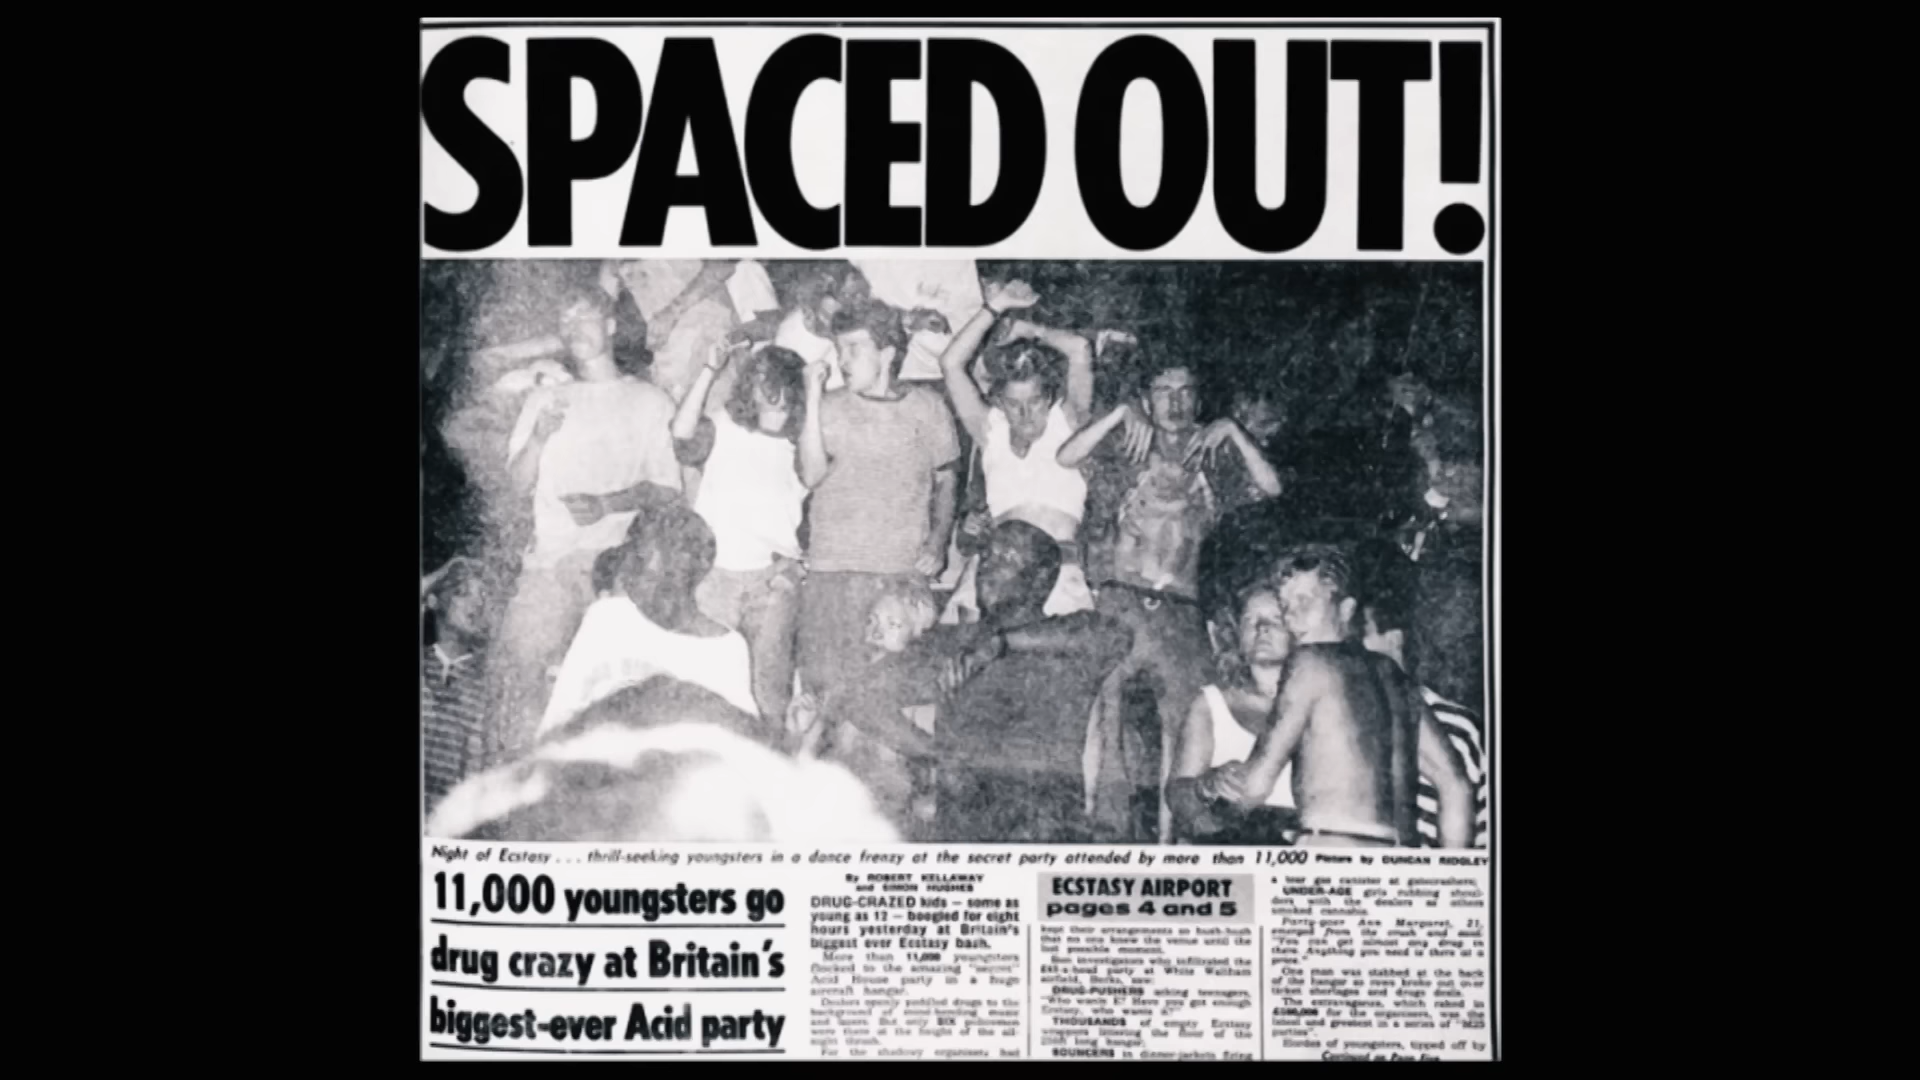 SPACED OUT!
Night of Ecstasy . . . thrill-seeking youngsters in a dance frenzy at the secret party attended by more than 11,000 Picture by DUNCAN RIDGLEY
11,000 youngsters go
drug crazy at Britain's
biggest-ever Acid party
By ROBERT KELLAWAY
and SIMON HUGHES
DRUG-CRAZED kids — some as
young as 12 — boogied for eight
hours yesterday at Britain's
biggest ever Ecstasy bash.
More than 11,000 youngsters
flocked to the amazing "secret"
Acid House party in a huge
aircraft hangar.
Dealers openly peddled drugs to the
background of mind-bending music
and lasers. But only SIX policemen
were there at the height of the all-
night thrash.
For the shadowy organisers had
ECSTASY AIRPORT
pages 4 and 5
kept their arrangements so hush-hush
that no one knew the venue until the
last possible moment.
Sun investigators who infiltrated the
a-head party at White Waltham
airfield, Berks, saw:
DRUG-PUSHERS asking teenagers,
"Who wants E? Have you got enough
Ecstasy, who wants it?"
THOUSANDS of empty Ecstasy
wrappers littering the floor of the
long hangar;
BOUNCERS in dinner-jackets firing
a tear gas canister at gatecrashers;
UNDER-AGE girls rubbing shoul-
ders with the dealers as others
smoked cannabis.
Party-goer Ann Margaret, 21,
emerged from the crush and said:
"You can get almost any drug in
there. Anything you need is there at a
price."
One man was stabbed at the back
of the hangar as rows broke out over
ticket shortages and drugs deals.
The extravaganza, which raked in
for the organisers, was the
latest and greatest in a series of "M25
parties".
Hordes of youngsters, tipped off by
Continued on Page Five